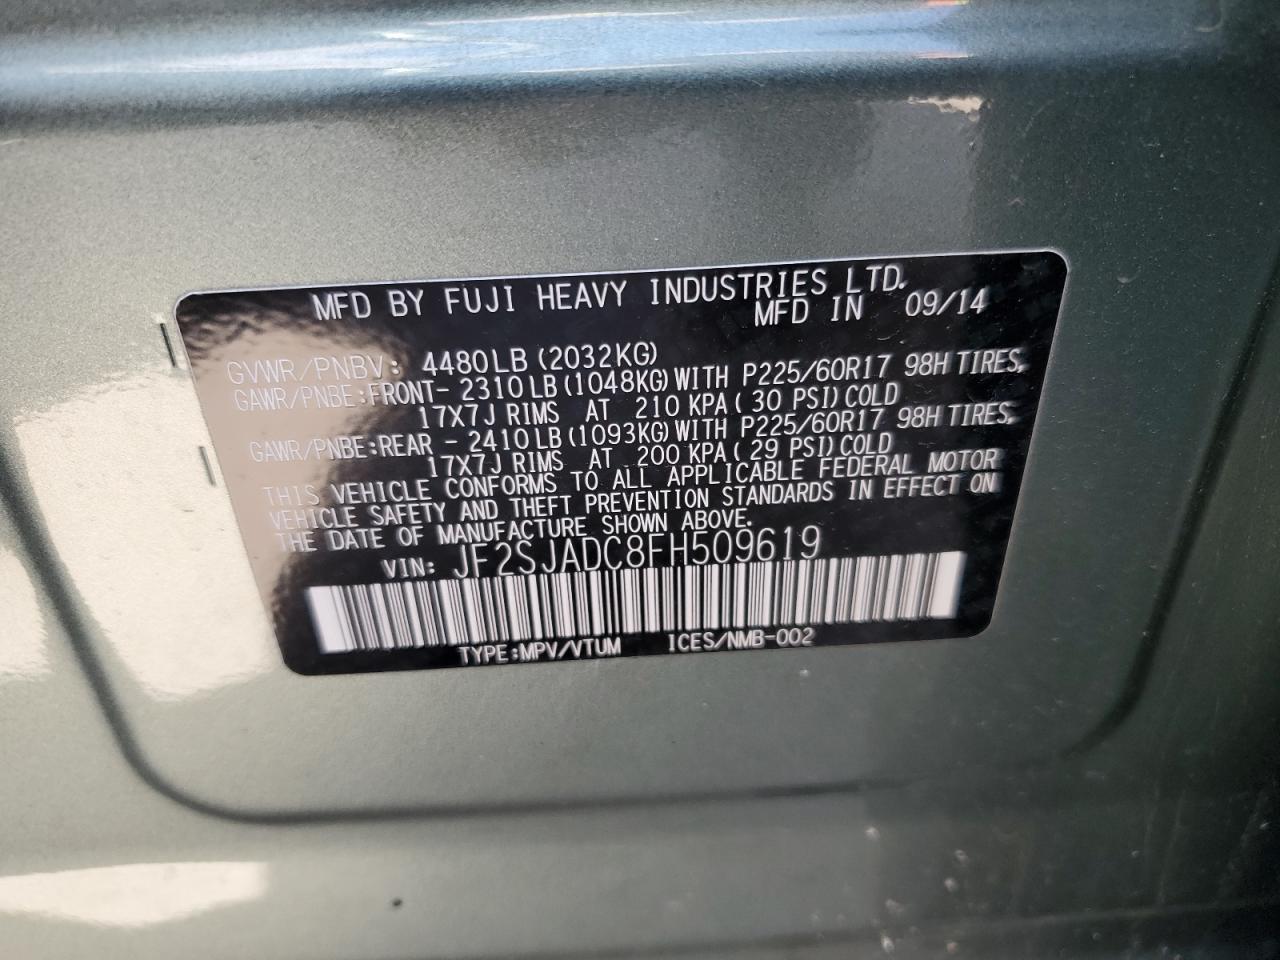 MFD BY FUJI HEAVY INDUSTRIES LTD.
MFD IN 09/14
GVWR/PNBV: 4480LB (2032KG)
GAWR/PNBE:FRONT- 2310LB (1048KG) WITH P225/60R17 98H TIRES,
17X7J RIMS AT 210 KPA ( 30 PSI) COLD
GAWR/PNBE:REAR - 2410LB (1093KG) WITH P225/60R17 98H TIRES,
17X7J RIMS AT 200 KPA ( 29 PSI) COLD
THIS VEHICLE CONFORMS TO ALL APPLICABLE FEDERAL MOTOR
VEHICLE SAFETY AND THEFT PREVENTION STANDARDS IN EFFECT ON
THE DATE OF MANUFACTURE SHOWN ABOVE.
VIN: JF2SJADC8FH509619
TYPE:MPV/VTUM ICES/NMB-002